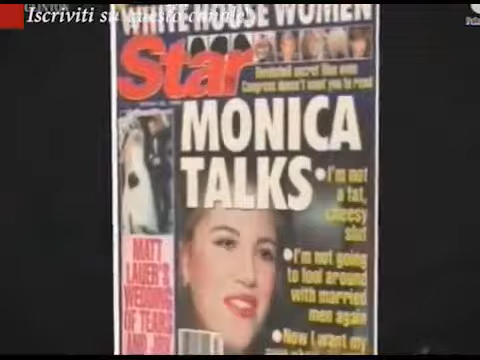 Iscriviti su questo canale!
WHITE HOUSE WOMEN
Star
Bombshell secret files even
Congress doesn't want you to read
MONICA
TALKS
• I'm not
a fat,
cheesy
slut
• I'm not going
to fool around
with married
men again
• Now I want my
MATT
LAUER'S
WEDDING
OF TEARS
AND JOY